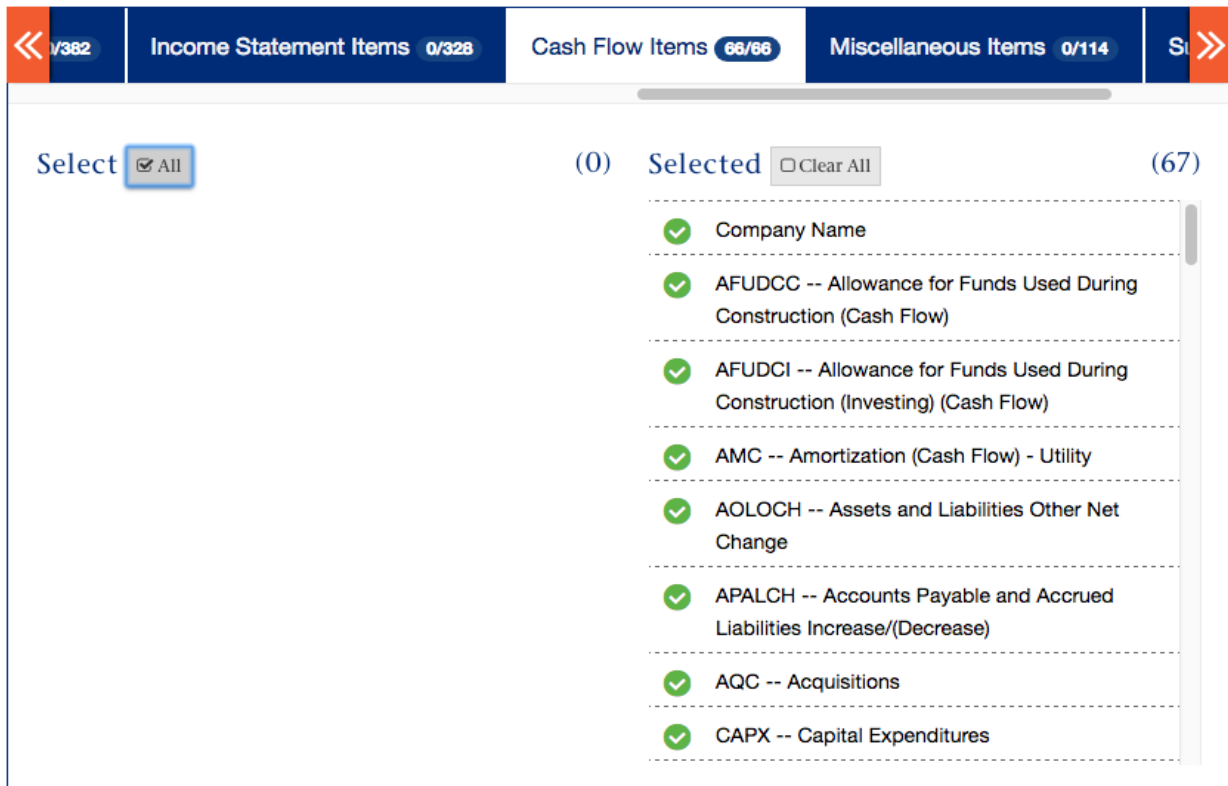 /382
Income Statement Items 0/328
Cash Flow Items 66/66
Miscellaneous Items 0/114
Select All (0)
Selected Clear All (67)
Company Name
AFUDCC -- Allowance for Funds Used During
Construction (Cash Flow)
AFUDCI -- Allowance for Funds Used During
Construction (Investing) (Cash Flow)
AMC -- Amortization (Cash Flow) - Utility
AOLOCH -- Assets and Liabilities Other Net
Change
APALCH -- Accounts Payable and Accrued
Liabilities Increase/(Decrease)
AQC -- Acquisitions
CAPX -- Capital Expenditures